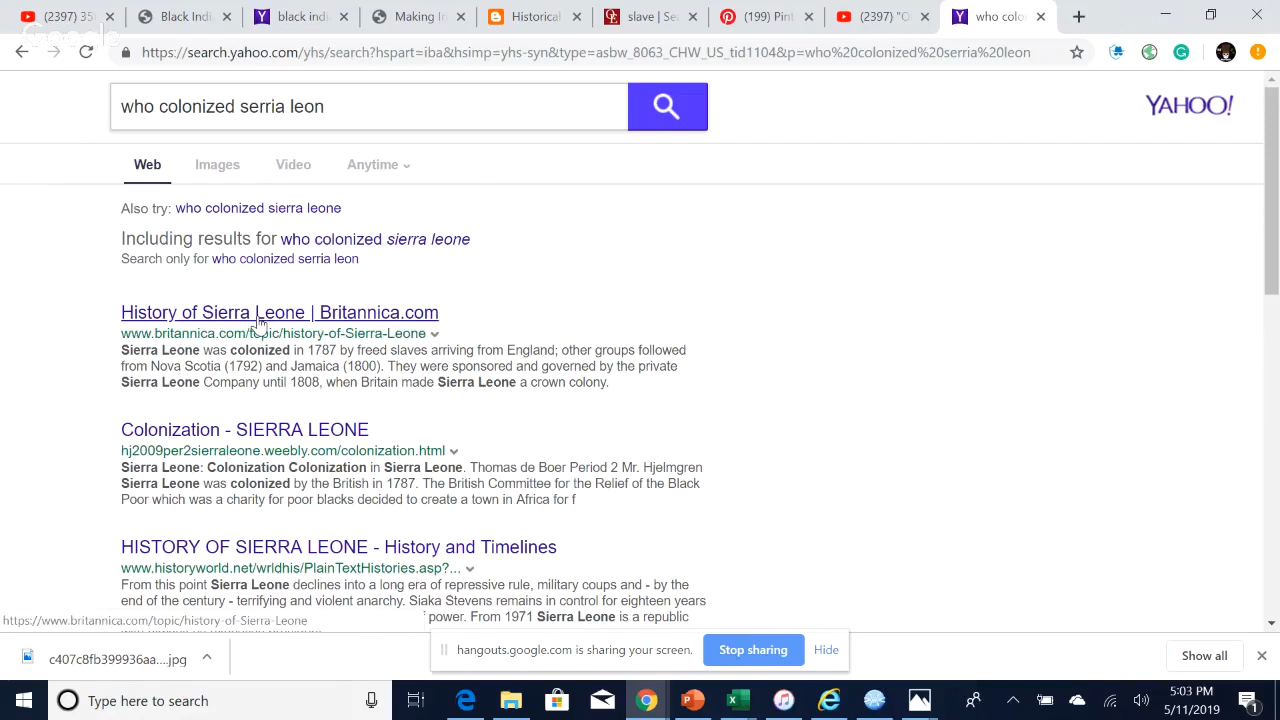 (2397) 35
Black Indi
black indi
Making In
Historical
slave | Se
(199) Pint
(2397) "O
who colo
https://search.yahoo.com/yhs/search?hspart=iba&hsimp=yhs-syn&type=asbw_8063_CHW_US_tid1104&p=who%20colonized%20serria%20leon
who colonized serria leon
YAHOO!
Web Images Video Anytime
Also try: who colonized sierra leone
Including results for who colonized sierra leone
Search only for who colonized serria leon
History of Sierra Leone | Britannica.com
www.britannica.com/topic/history-of-Sierra-Leone
Sierra Leone was colonized in 1787 by freed slaves arriving from England; other groups followed
from Nova Scotia (1792) and Jamaica (1800). They were sponsored and governed by the private
Sierra Leone Company until 1808, when Britain made Sierra Leone a crown colony.
Colonization - SIERRA LEONE
hj2009per2sierraleone.weebly.com/colonization.html
Sierra Leone: Colonization Colonization in Sierra Leone. Thomas de Boer Period 2 Mr. Hjelmgren
Sierra Leone was colonized by the British in 1787. The British Committee for the Relief of the Black
Poor which was a charity for poor blacks decided to create a town in Africa for f
HISTORY OF SIERRA LEONE - History and Timelines
www.historyworld.net/wrldhis/PlainTextHistories.asp?...
From this point Sierra Leone declines into a long era of repressive rule, military coups and - by the
end of the century - terrifying and violent anarchy. Siaka Stevens remains in control for eighteen years
power. From 1971 Sierra Leone is a republic
https://www.britannica.com/topic/history-of-Sierra-Leone
hangouts.google.com is sharing your screen. Stop sharing Hide
c407c8fb399936aa....jpg
Show all
Type here to search
5:03 PM
5/11/2019
1